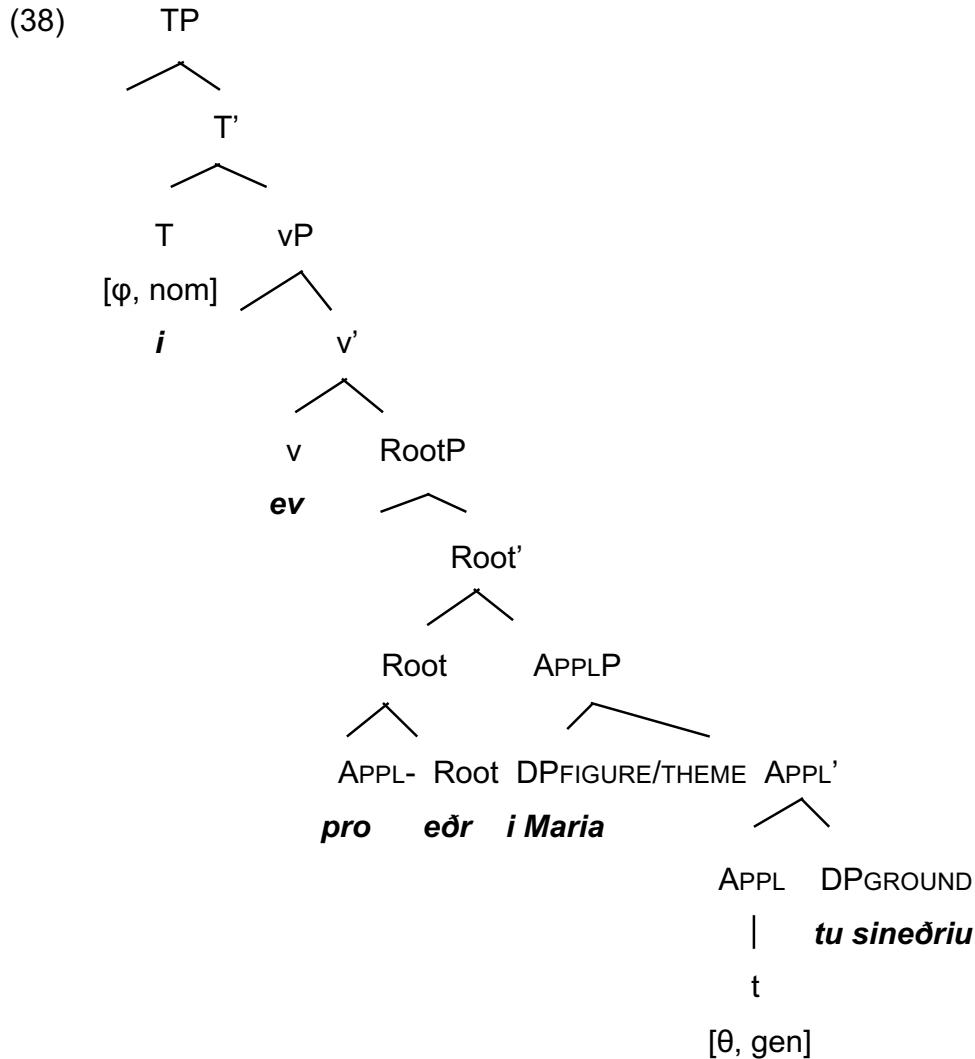 (38) TP
T’
T vP
[φ, nom]
i v’
v RootP
ev
Root’
Root APPLP
APPL- Root DPFIGURE/THEME APPL’
pro eðr i Maria
APPL DPGROUND
| tu sineðriu
t
[θ, gen]